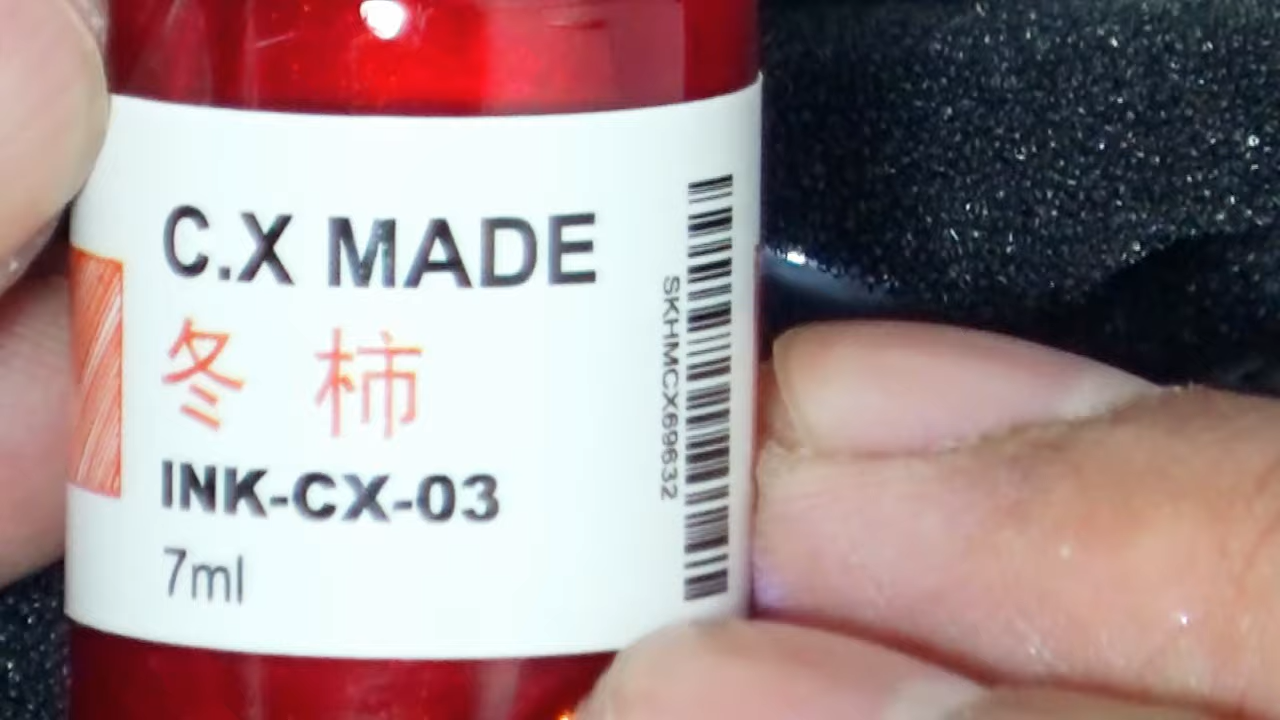 C.X MADE
冬 柿
INK-CX-03
7ml
SKHMCX69632